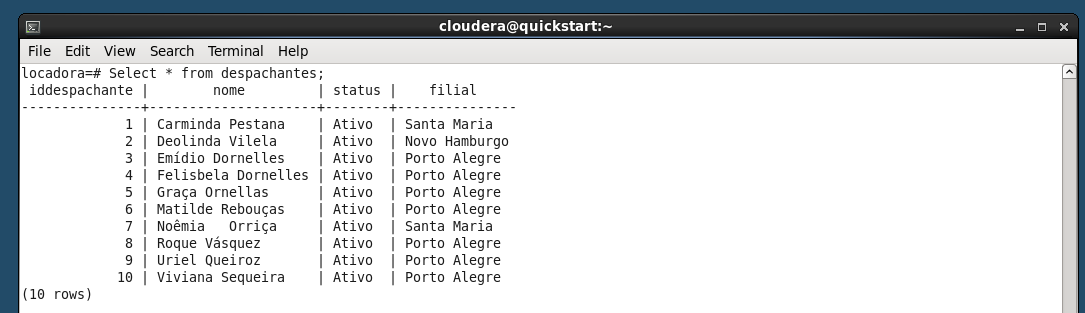 cloudera@quickstart:~
File Edit View Search Terminal Help
locadora=# Select * from despachantes;
 iddespachante |        nome         | status |    filial
---------------+---------------------+--------+---------------
             1 | Carminda Pestana    | Ativo  | Santa Maria
             2 | Deolinda Vilela     | Ativo  | Novo Hamburgo
             3 | Emídio Dornelles    | Ativo  | Porto Alegre
             4 | Felisbela Dornelles | Ativo  | Porto Alegre
             5 | Graça Ornellas      | Ativo  | Porto Alegre
             6 | Matilde Rebouças    | Ativo  | Porto Alegre
             7 | Noêmia   Orriça     | Ativo  | Santa Maria
             8 | Roque Vásquez       | Ativo  | Porto Alegre
             9 | Uriel Queiroz       | Ativo  | Porto Alegre
            10 | Viviana Sequeira    | Ativo  | Porto Alegre
(10 rows)